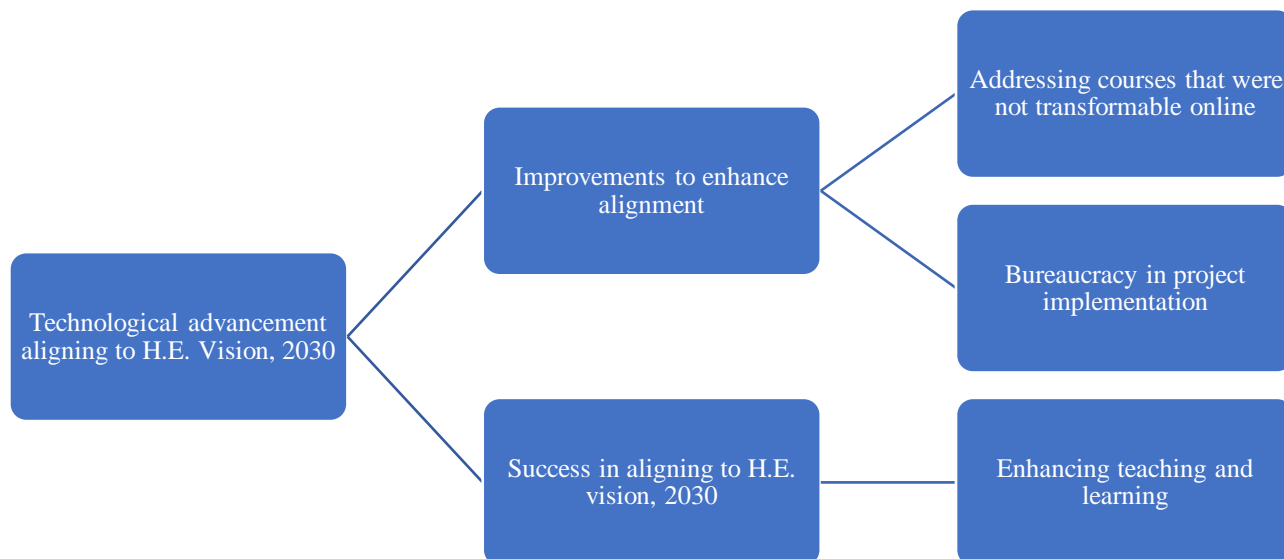 Technological advancement
aligning to H.E. Vision, 2030
Improvements to enhance
alignment
Addressing courses that were
not transformable online
Bureaucracy in project
implementation
Success in aligning to H.E.
vision, 2030
Enhancing teaching and
learning